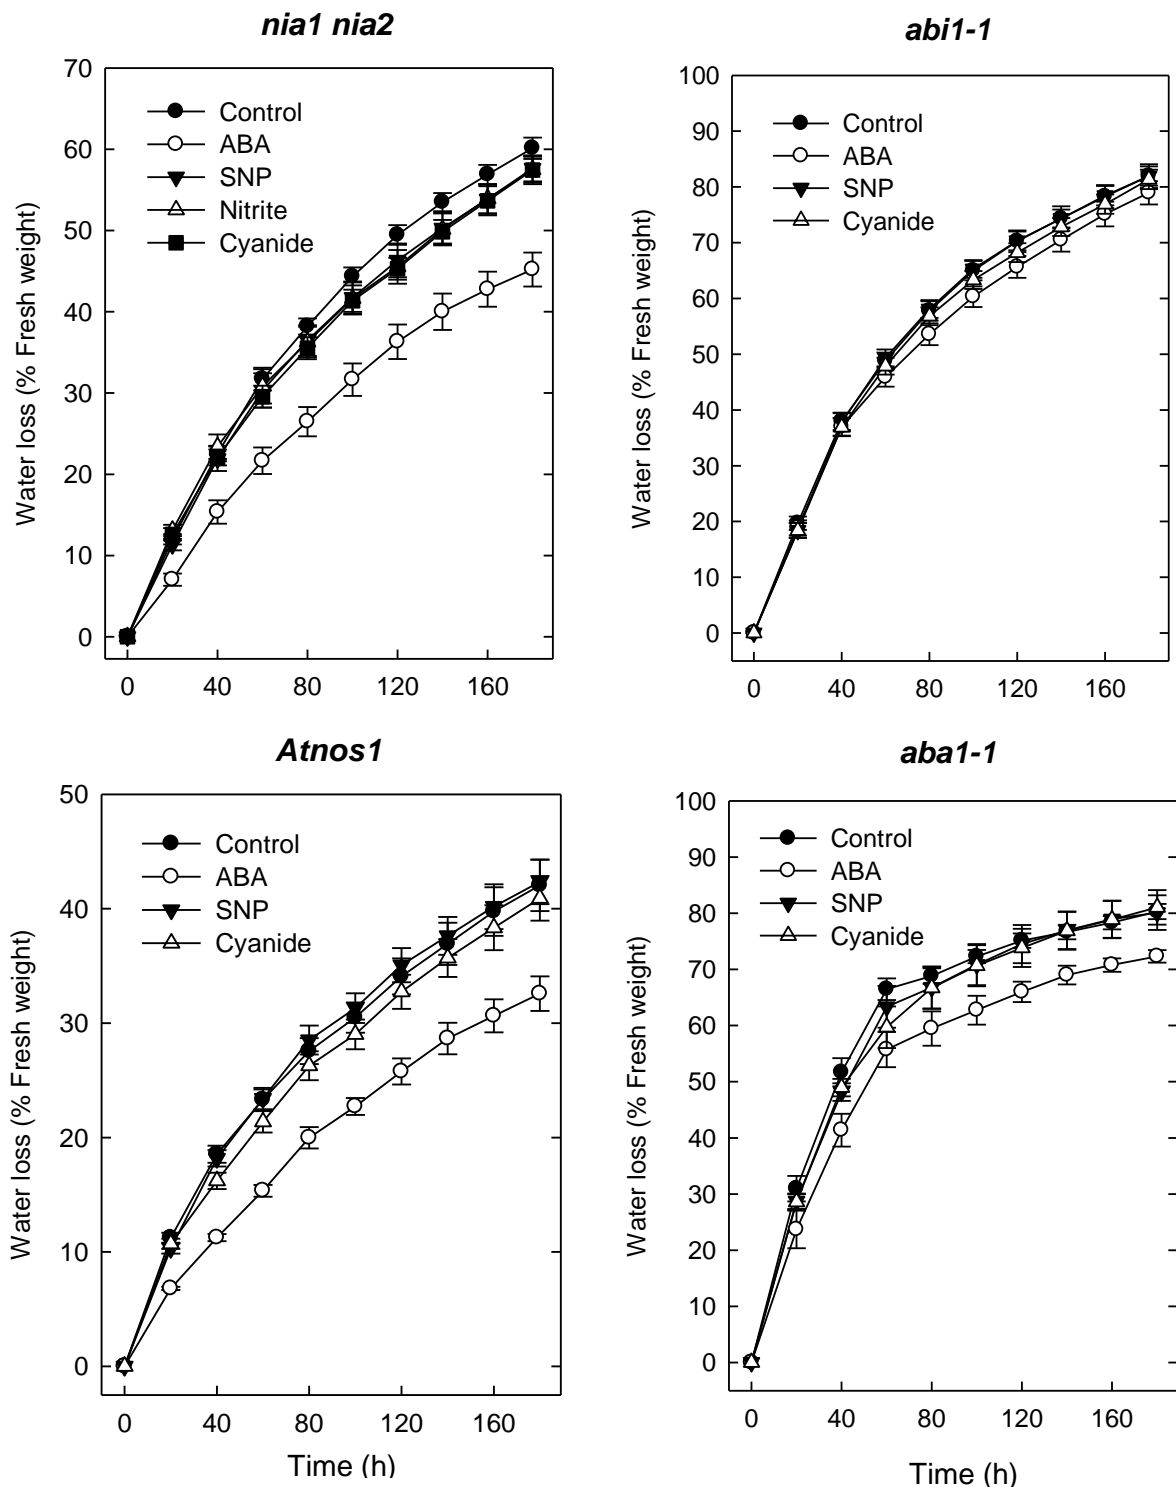 nia1 nia2
70
60
50
40
30
20
10
0
Water loss (% Fresh weight)
Control
ABA
SNP
Nitrite
Cyanide
0 40 80 120 160
abi1-1
100
90
80
70
60
50
40
30
20
10
0
Water loss (% Fresh weight)
Control
ABA
SNP
Cyanide
0 40 80 120 160
Atnos1
50
40
30
20
10
0
Water loss (% Fresh weight)
Control
ABA
SNP
Cyanide
0 40 80 120 160
Time (h)
aba1-1
100
90
80
70
60
50
40
30
20
10
0
Water loss (% Fresh weight)
Control
ABA
SNP
Cyanide
0 40 80 120 160
Time (h)